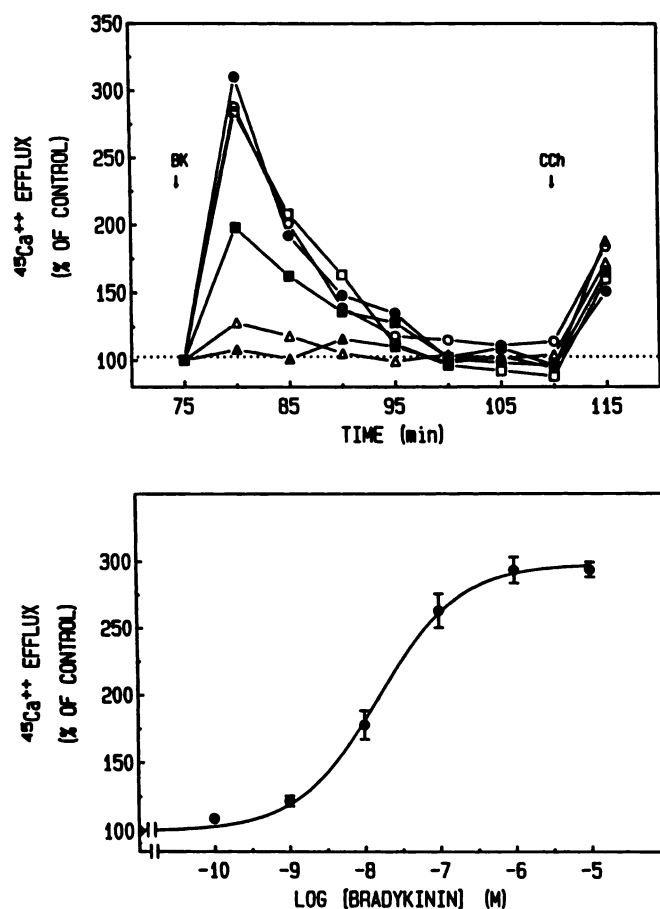 350
300
250
200
150
100
⁴⁵Ca⁺⁺ EFFLUX
(% OF CONTROL)
BK
↓
CCh
↓
75 85 95 105 115
TIME (min)
300
250
200
150
100
⁴⁵Ca⁺⁺ EFFLUX
(% OF CONTROL)
-10 -9 -8 -7 -6 -5
LOG [BRADYKININ] (M)